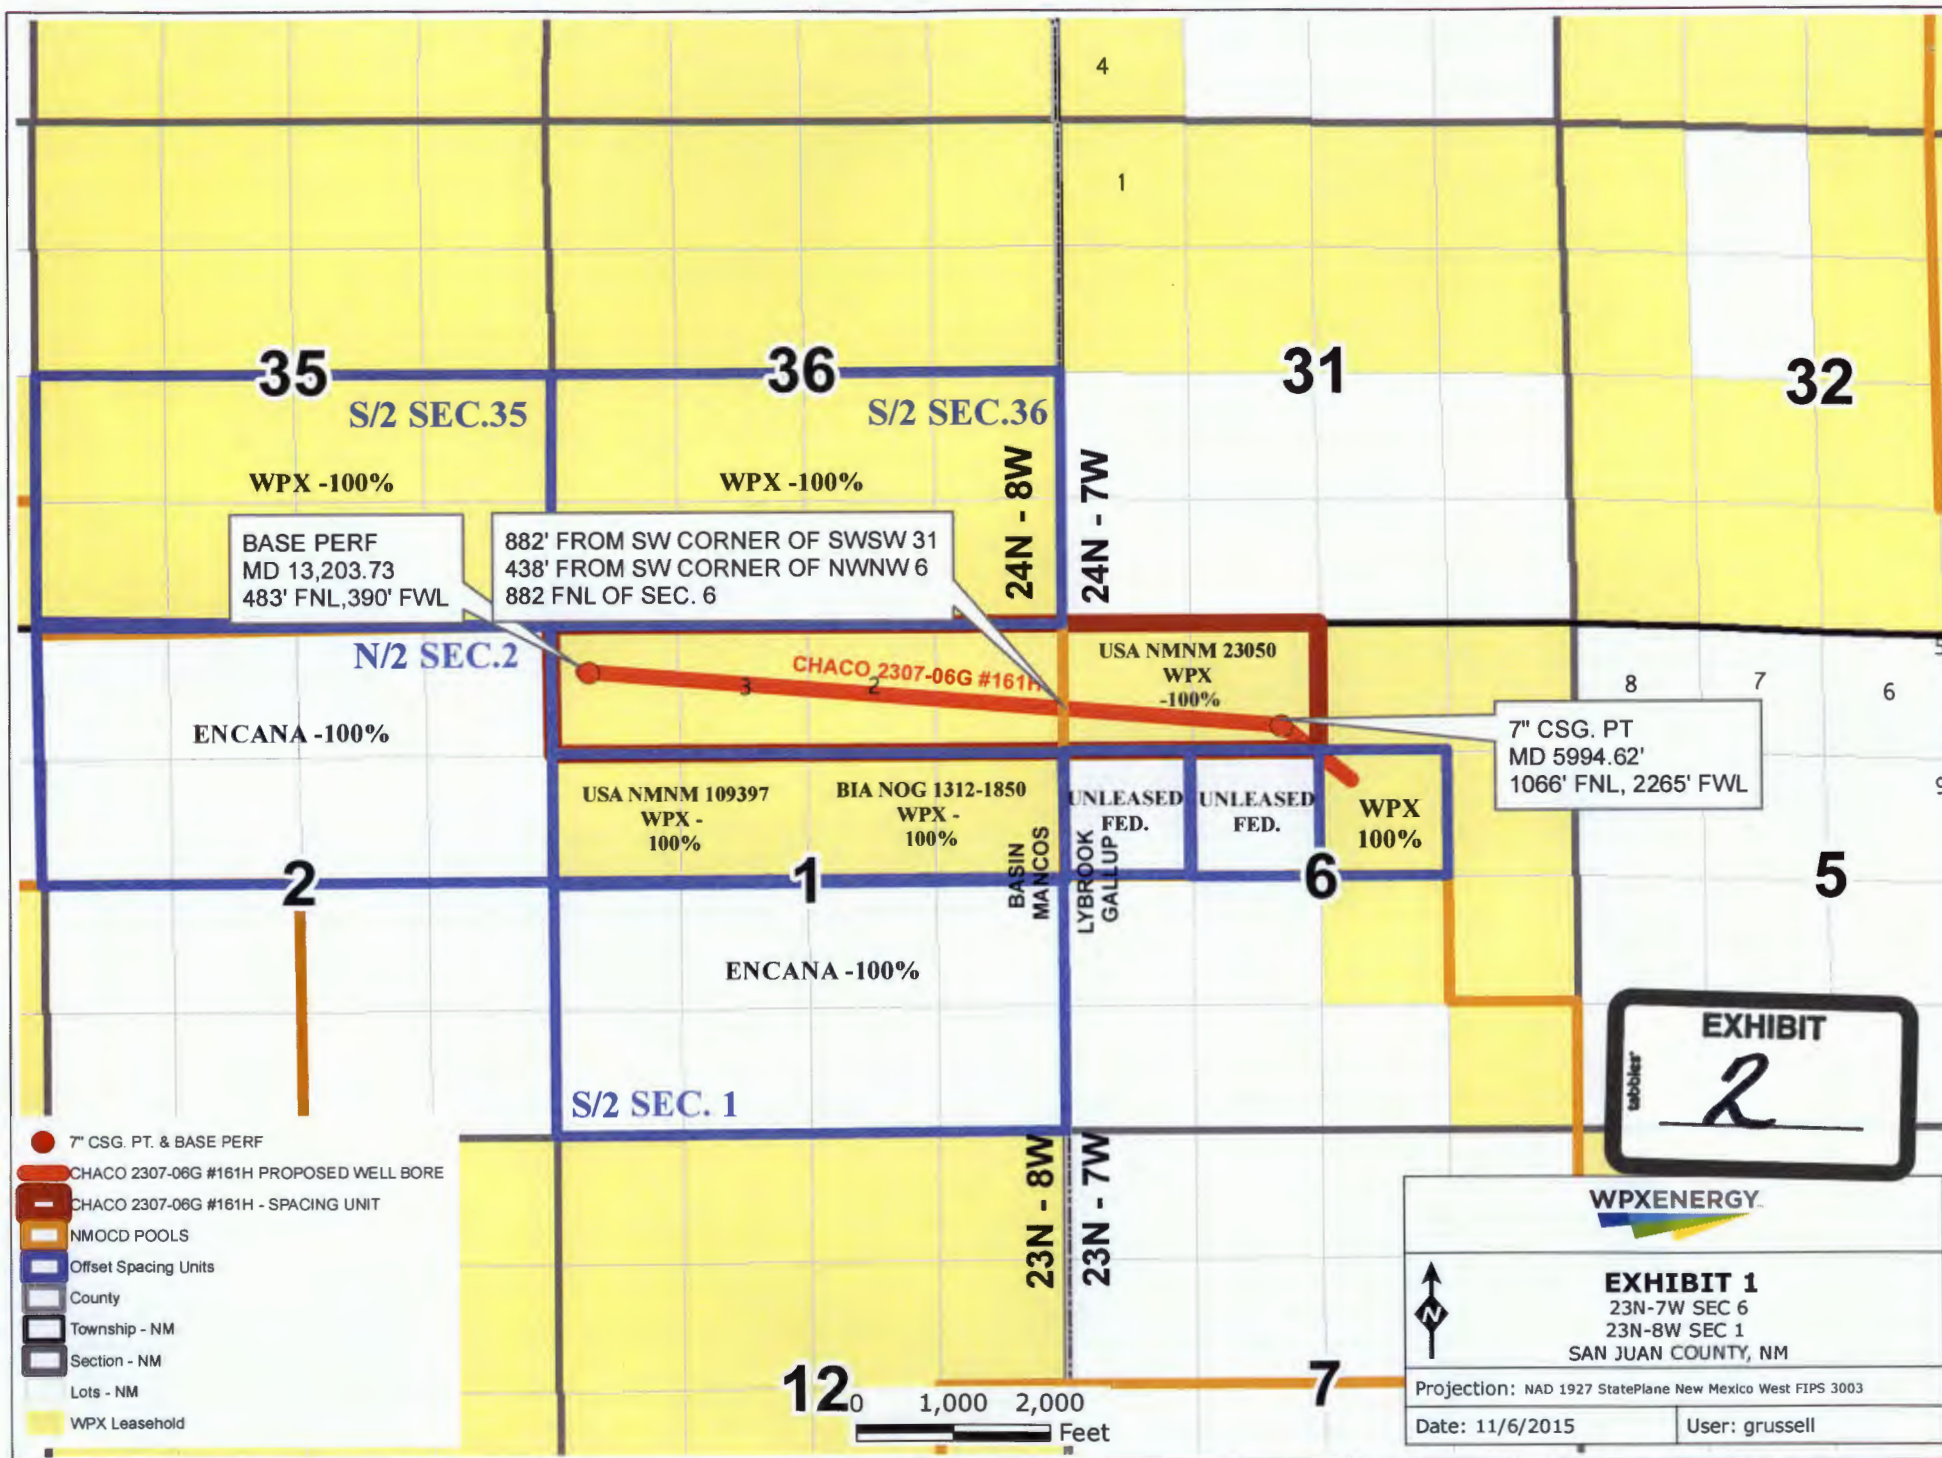 4
1
35
36
31
32
S/2 SEC.35
S/2 SEC.36
WPX -100%
WPX -100%
24N - 8W
24N - 7W
BASE PERF
MD 13,203.73
483' FNL,390' FWL
882' FROM SW CORNER OF SWSW 31
438' FROM SW CORNER OF NWNW 6
882 FNL OF SEC. 6
N/2 SEC.2
CHACO 2307-06G #161H
3
2
USA NMNM 23050
WPX
-100%
8
7
6
5
ENCANA -100%
7" CSG. PT
MD 5994.62'
1066' FNL, 2265' FWL
9
USA NMNM 109397
WPX -
100%
BIA NOG 1312-1850
WPX -
100%
UNLEASED
FED.
UNLEASED
FED.
WPX
100%
BASIN
MANCOS
LYBROOK
GALLUP
2
1
6
5
ENCANA -100%
S/2 SEC. 1
EXHIBIT
2
tabbies'
23N - 8W
23N - 7W
7" CSG. PT. & BASE PERF
CHACO 2307-06G #161H PROPOSED WELL BORE
CHACO 2307-06G #161H - SPACING UNIT
NMOCD POOLS
Offset Spacing Units
County
Township - NM
Section - NM
Lots - NM
WPX Leasehold
12
7
0 1,000 2,000
Feet
WPXENERGY
N
EXHIBIT 1
23N-7W SEC 6
23N-8W SEC 1
SAN JUAN COUNTY, NM
Projection: NAD 1927 StatePlane New Mexico West FIPS 3003
Date: 11/6/2015
User: grussell